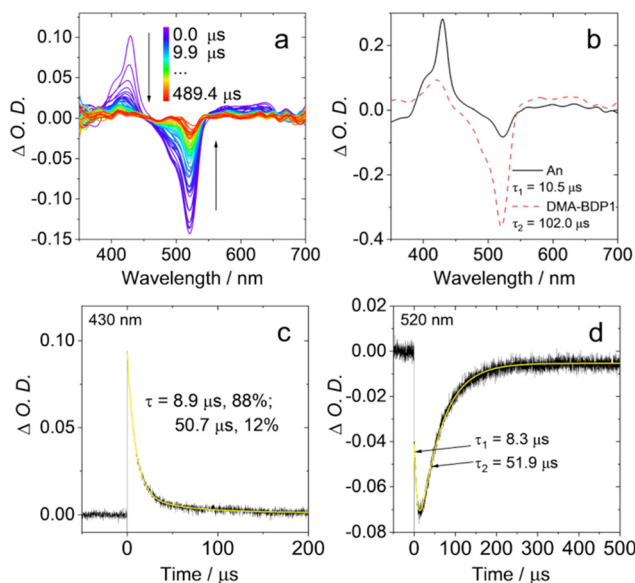 a
0.0 µs
9.9 µs
...
489.4 µs
0.10
0.05
0.00
-0.05
-0.10
-0.15
Δ O. D.
400 500 600 700
Wavelength / nm
b
0.4
0.2
0.0
-0.2
-0.4
Δ O. D.
An
τ1 = 10.5 µs
DMA-BDP1
τ2 = 102.0 µs
400 500 600 700
Wavelength / nm
430 nm
c
0.10
0.05
0.00
Δ O. D.
τ = 8.9 µs, 88%;
50.7 µs, 12%
0 100 200
Time / µs
520 nm
d
0.02
0.00
-0.02
-0.04
-0.06
-0.08
Δ O. D.
τ1 = 8.3 µs
τ2 = 51.9 µs
0 100 200 300 400 500
Time / µs